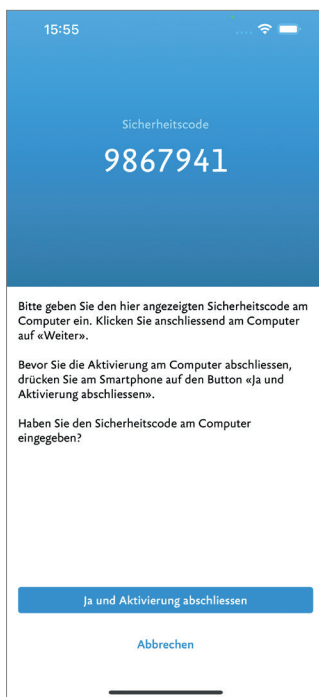 15:55
Sicherheitscode
9867941
Bitte geben Sie den hier angezeigten Sicherheitscode am
Computer ein. Klicken Sie anschliessend am Computer
auf «Weiter».
Bevor Sie die Aktivierung am Computer abschliessen,
drücken Sie am Smartphone auf den Button «Ja und
Aktivierung abschliessen».
Haben Sie den Sicherheitscode am Computer
eingegeben?
Ja und Aktivierung abschliessen
Abbrechen